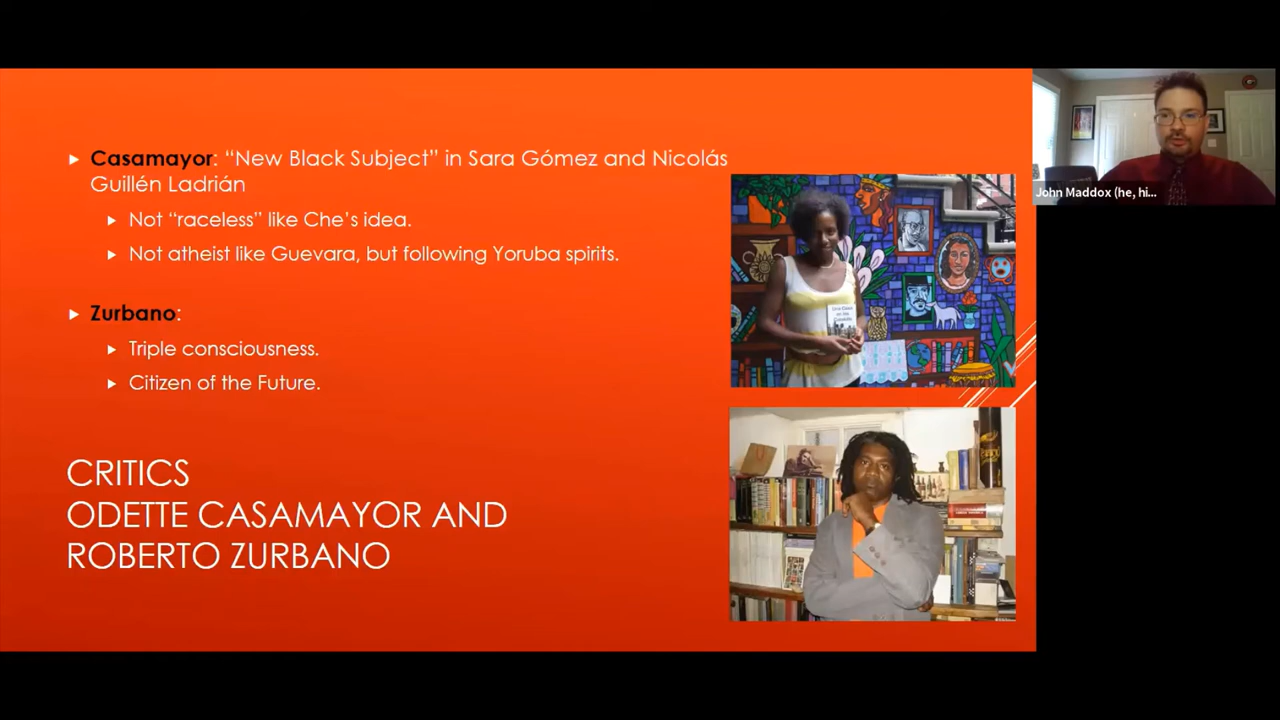 Casamayor: “New Black Subject” in Sara Gómez and Nicolás
Guillén Ladrián
Not “raceless” like Che’s idea.
Not atheist like Guevara, but following Yoruba spirits.
Zurbano:
Triple consciousness.
Citizen of the Future.
CRITICS
ODETTE CASAMAYOR AND
ROBERTO ZURBANO
John Maddox (he, hi...